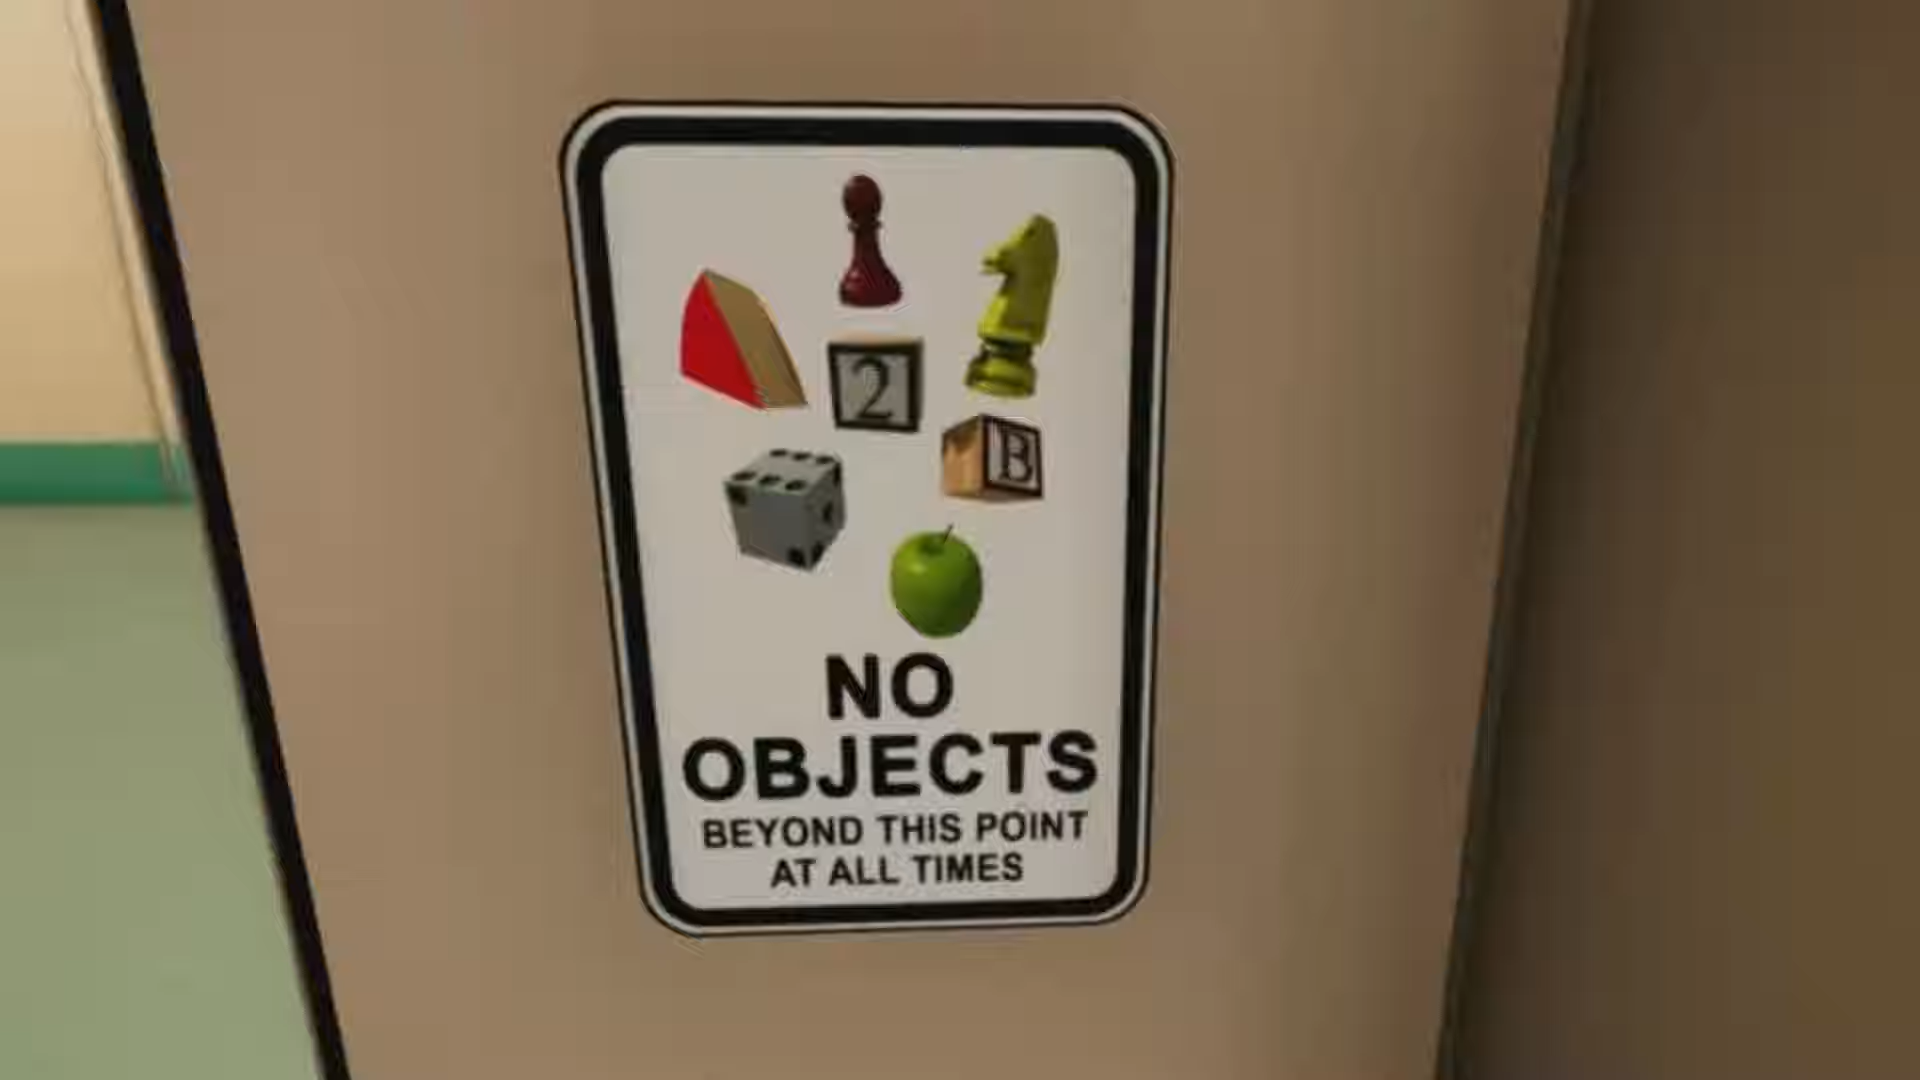 2
B
NO
OBJECTS
BEYOND THIS POINT
AT ALL TIMES